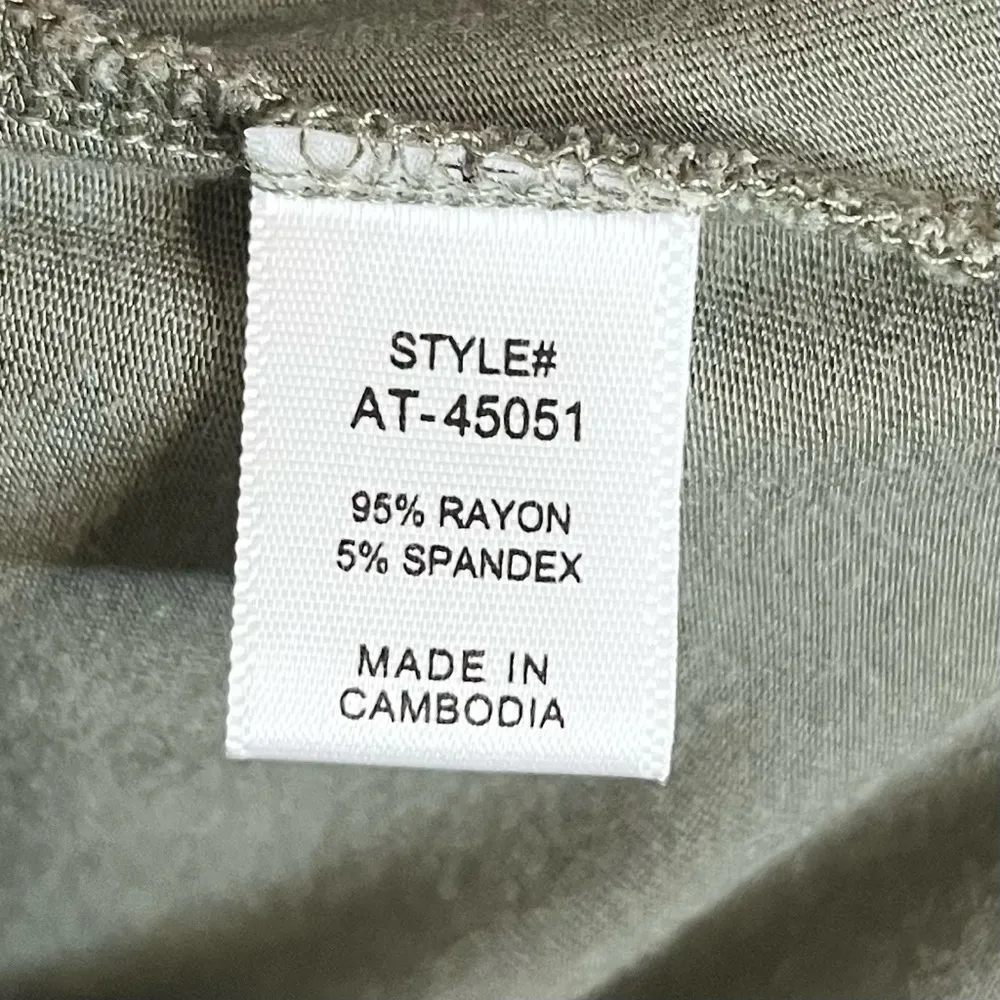 STYLE#
AT-45051
95% RAYON
5% SPANDEX
MADE IN
CAMBODIA